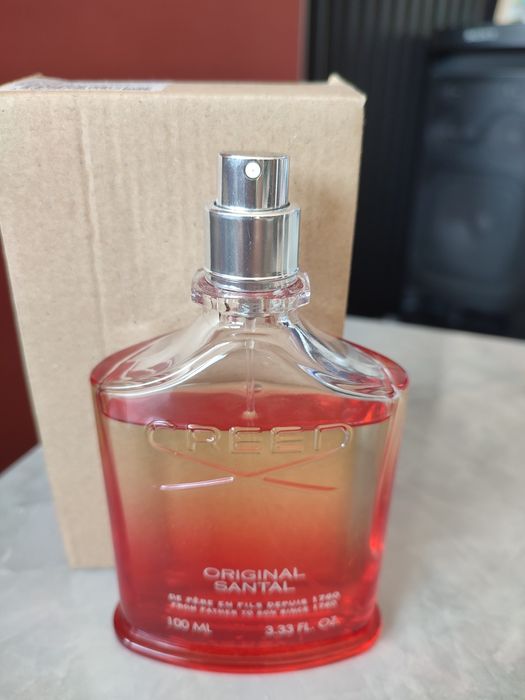 CREED
ORIGINAL
SANTAL
DE PÈRE EN FILS DEPUIS 1760
FROM FATHER TO SON SINCE 1760
100 ML 3.33 FL. OZ.